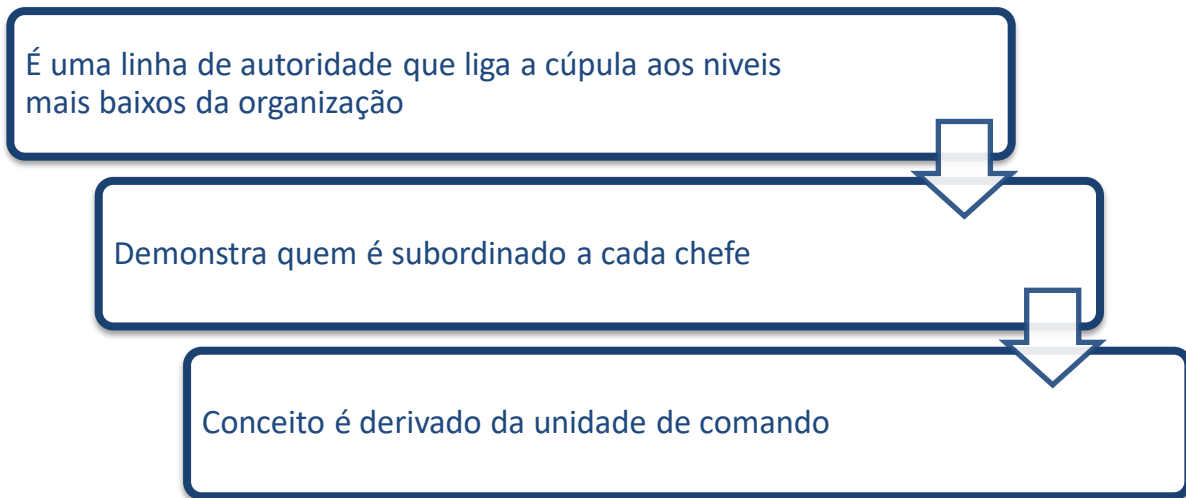 É uma linha de autoridade que liga a cúpula aos niveis
mais baixos da organização
Demonstra quem é subordinado a cada chefe
Conceito é derivado da unidade de comando